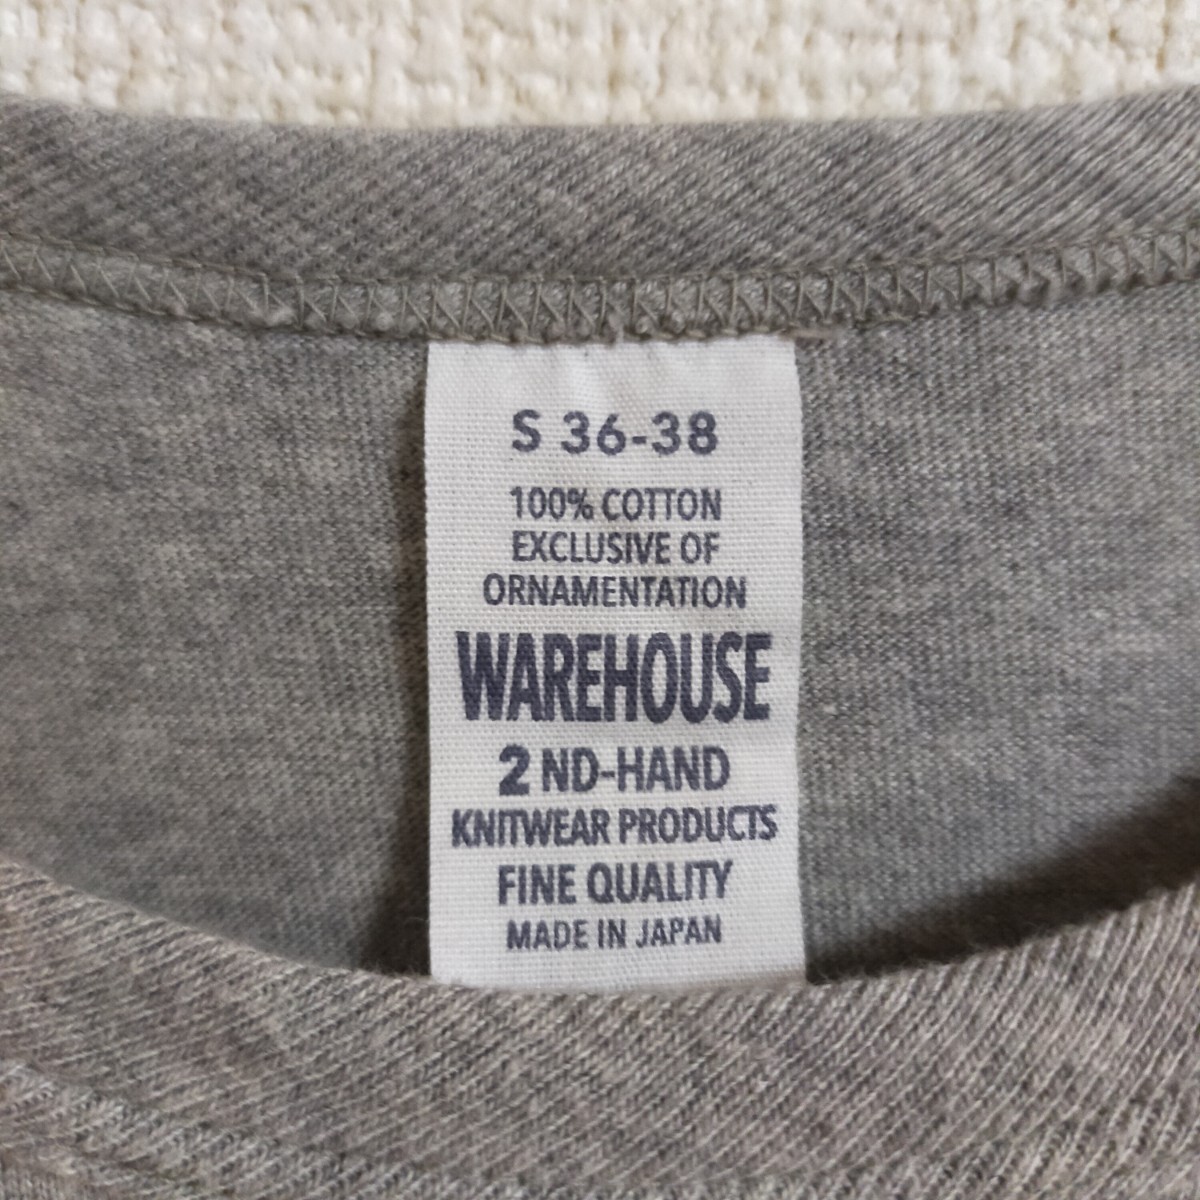 S 36-38
100% COTTON
EXCLUSIVE OF
ORNAMENTATION
WAREHOUSE
2 ND-HAND
KNITWEAR PRODUCTS
FINE QUALITY
MADE IN JAPAN